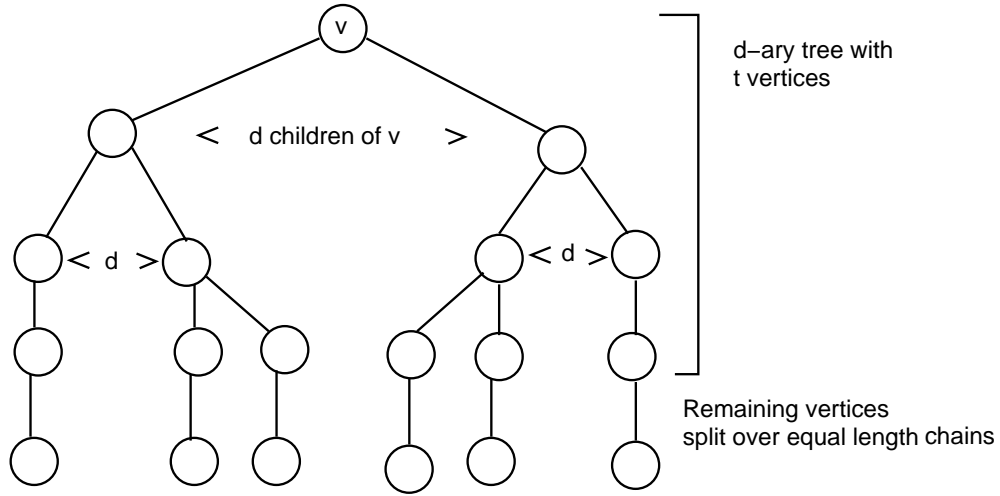 v
d–ary tree with
t vertices
< d children of v >
< d >
< d >
Remaining vertices
split over equal length chains